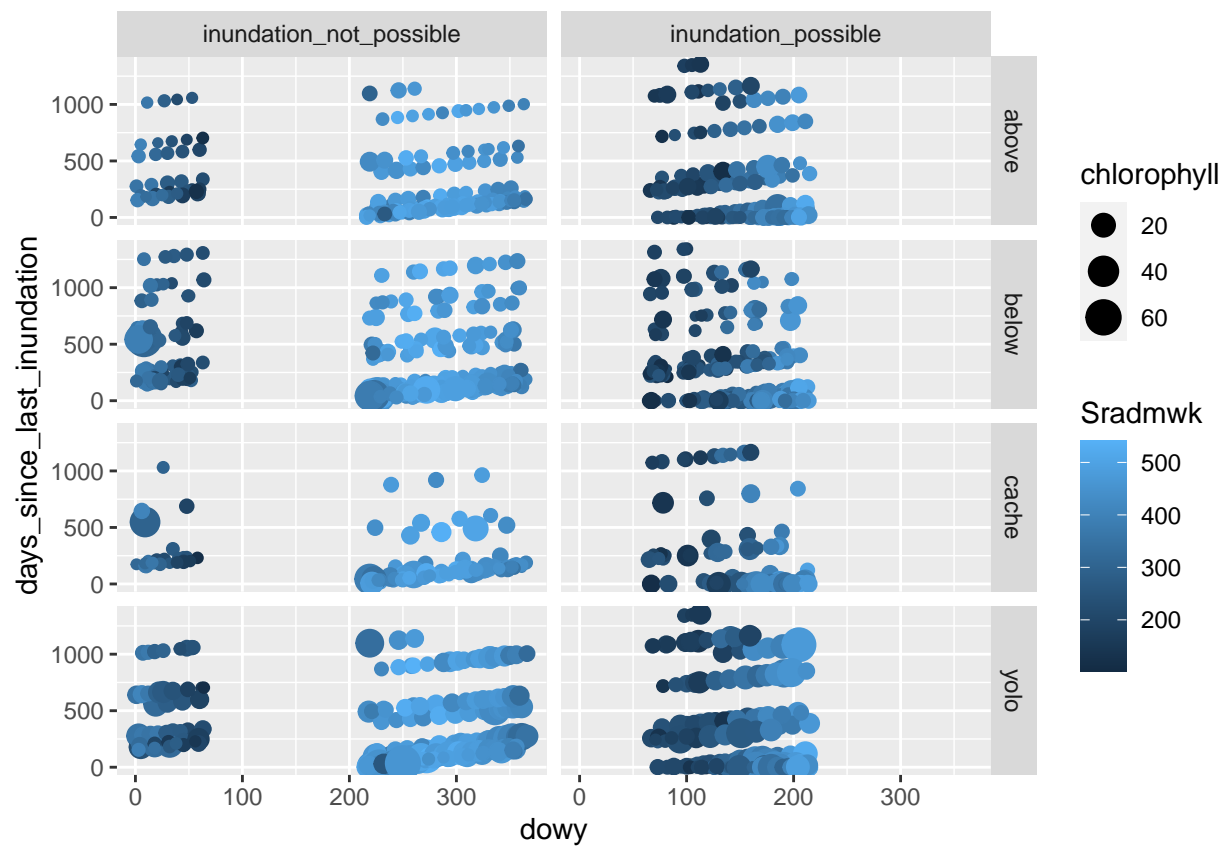 inundation_not_possible inundation_possible
1000
500
0
above
1000
500
0
below
1000
500
0
cache
1000
500
0
yolo
0 100 200 300 0 100 200 300
dowy
days_since_last_inundation
chlorophyll
20
40
60
Sradmwk
500
400
300
200